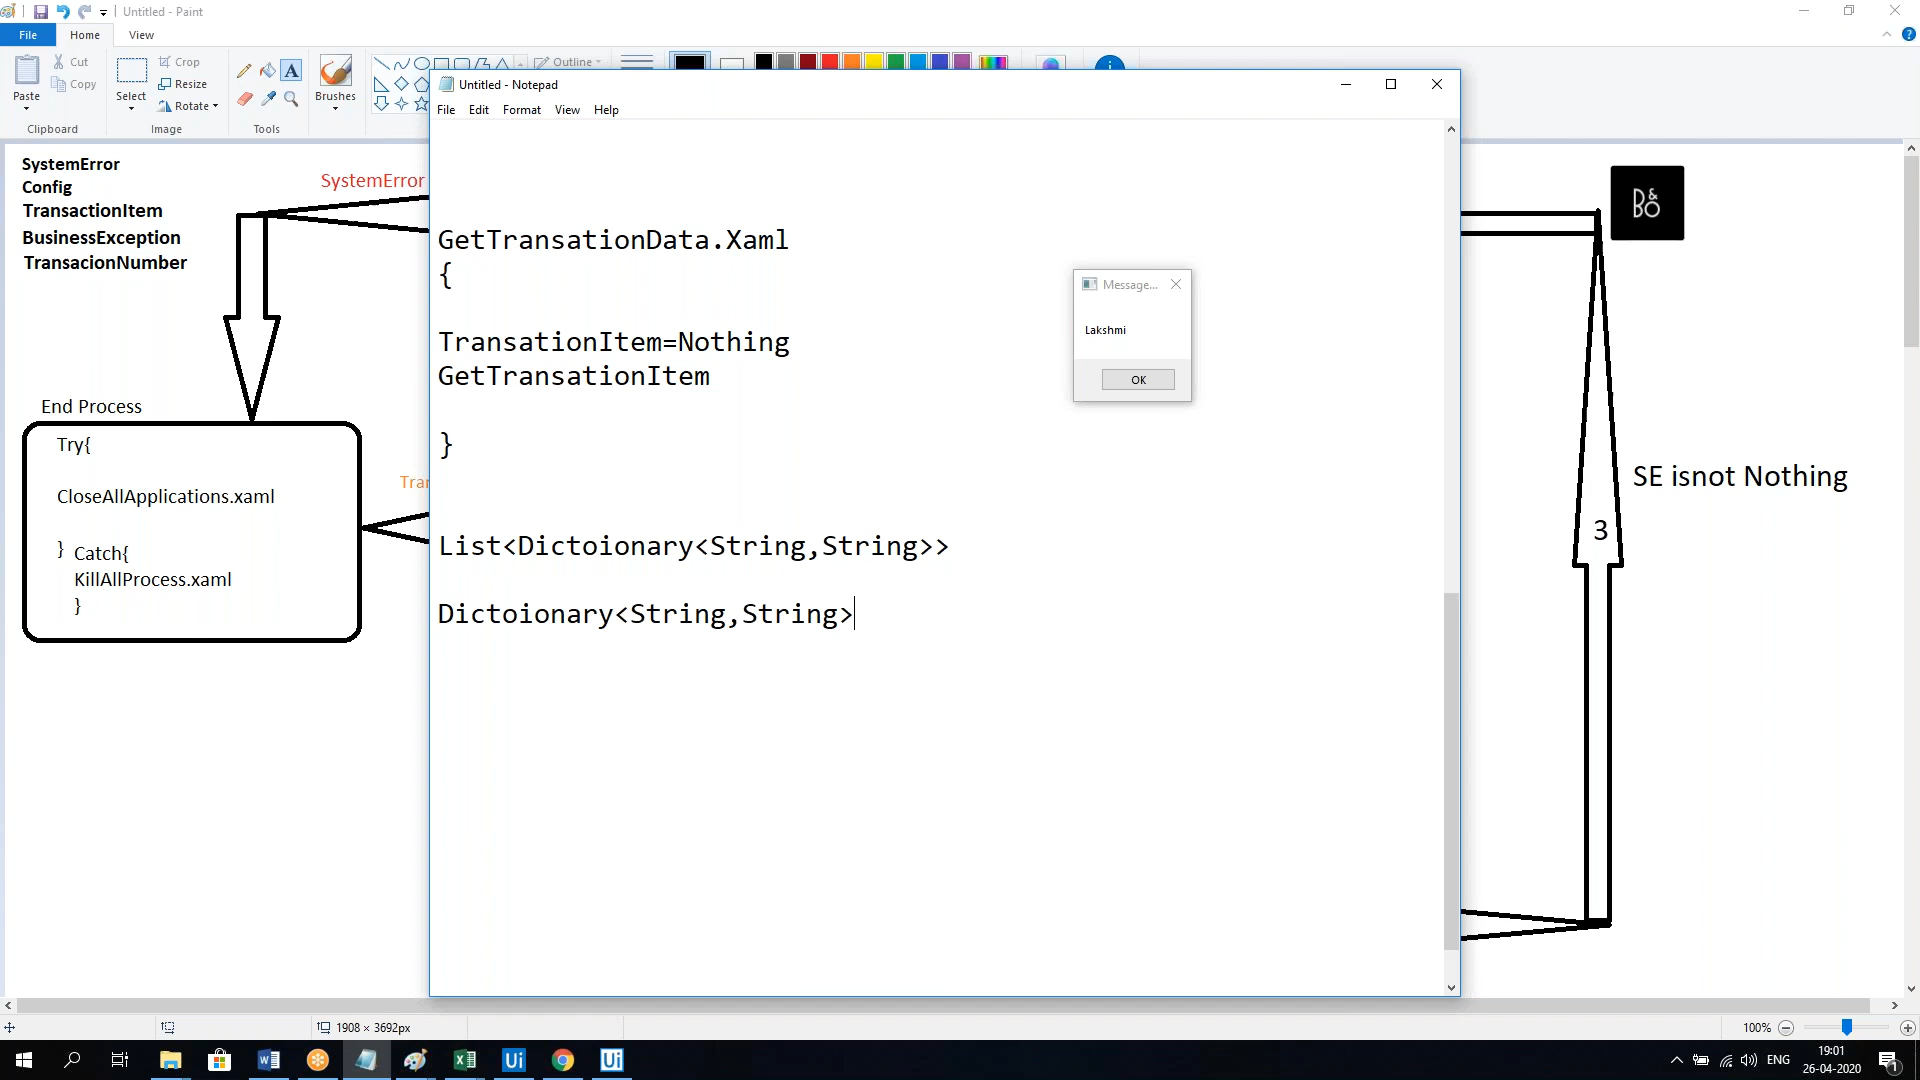 Untitled - Paint
File Home View
Paste
Cut
Copy
Clipboard
Select
Crop
Resize
Rotate
Image
Tools
Brushes
Outline
SystemError
Config
TransactionItem
BusinessException
TransacionNumber
SystemError
End Process
Try{
CloseAllApplications.xaml
} Catch{
KillAllProcess.xaml
}
Tran
Untitled - Notepad
File Edit Format View Help
GetTransationData.Xaml
{
TransationItem=Nothing
GetTransationItem
}
List<Dictoionary<String,String>>
Dictoionary<String,String>
Message...
Lakshmi
OK
B&O
SE isnot Nothing
3
1908 × 3692px
100%
ENG
19:01
26-04-2020
1